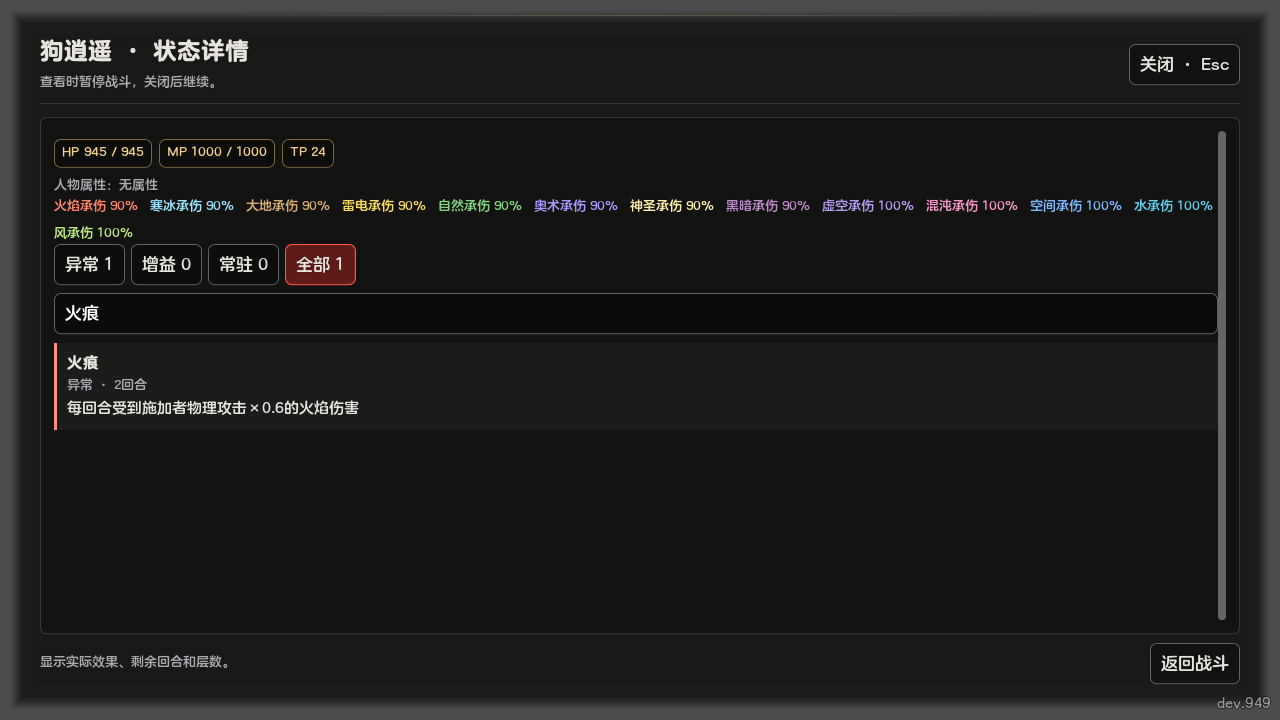 狗逍遥 · 状态详情
查看时暂停战斗，关闭后继续。
关闭 · Esc
HP 945 / 945 MP 1000 / 1000 TP 24
人物属性：无属性
火焰承伤 90% 寒冰承伤 90% 大地承伤 90% 雷电承伤 90% 自然承伤 90% 奥术承伤 90% 神圣承伤 90% 黑暗承伤 90% 虚空承伤 100% 混沌承伤 100% 空间承伤 100% 水承伤 100%
风承伤 100%
异常 1 增益 0 常驻 0 全部 1
火痕
火痕
异常 · 2回合
每回合受到施加者物理攻击×0.6的火焰伤害
显示实际效果、剩余回合和层数。
返回战斗
dev.949